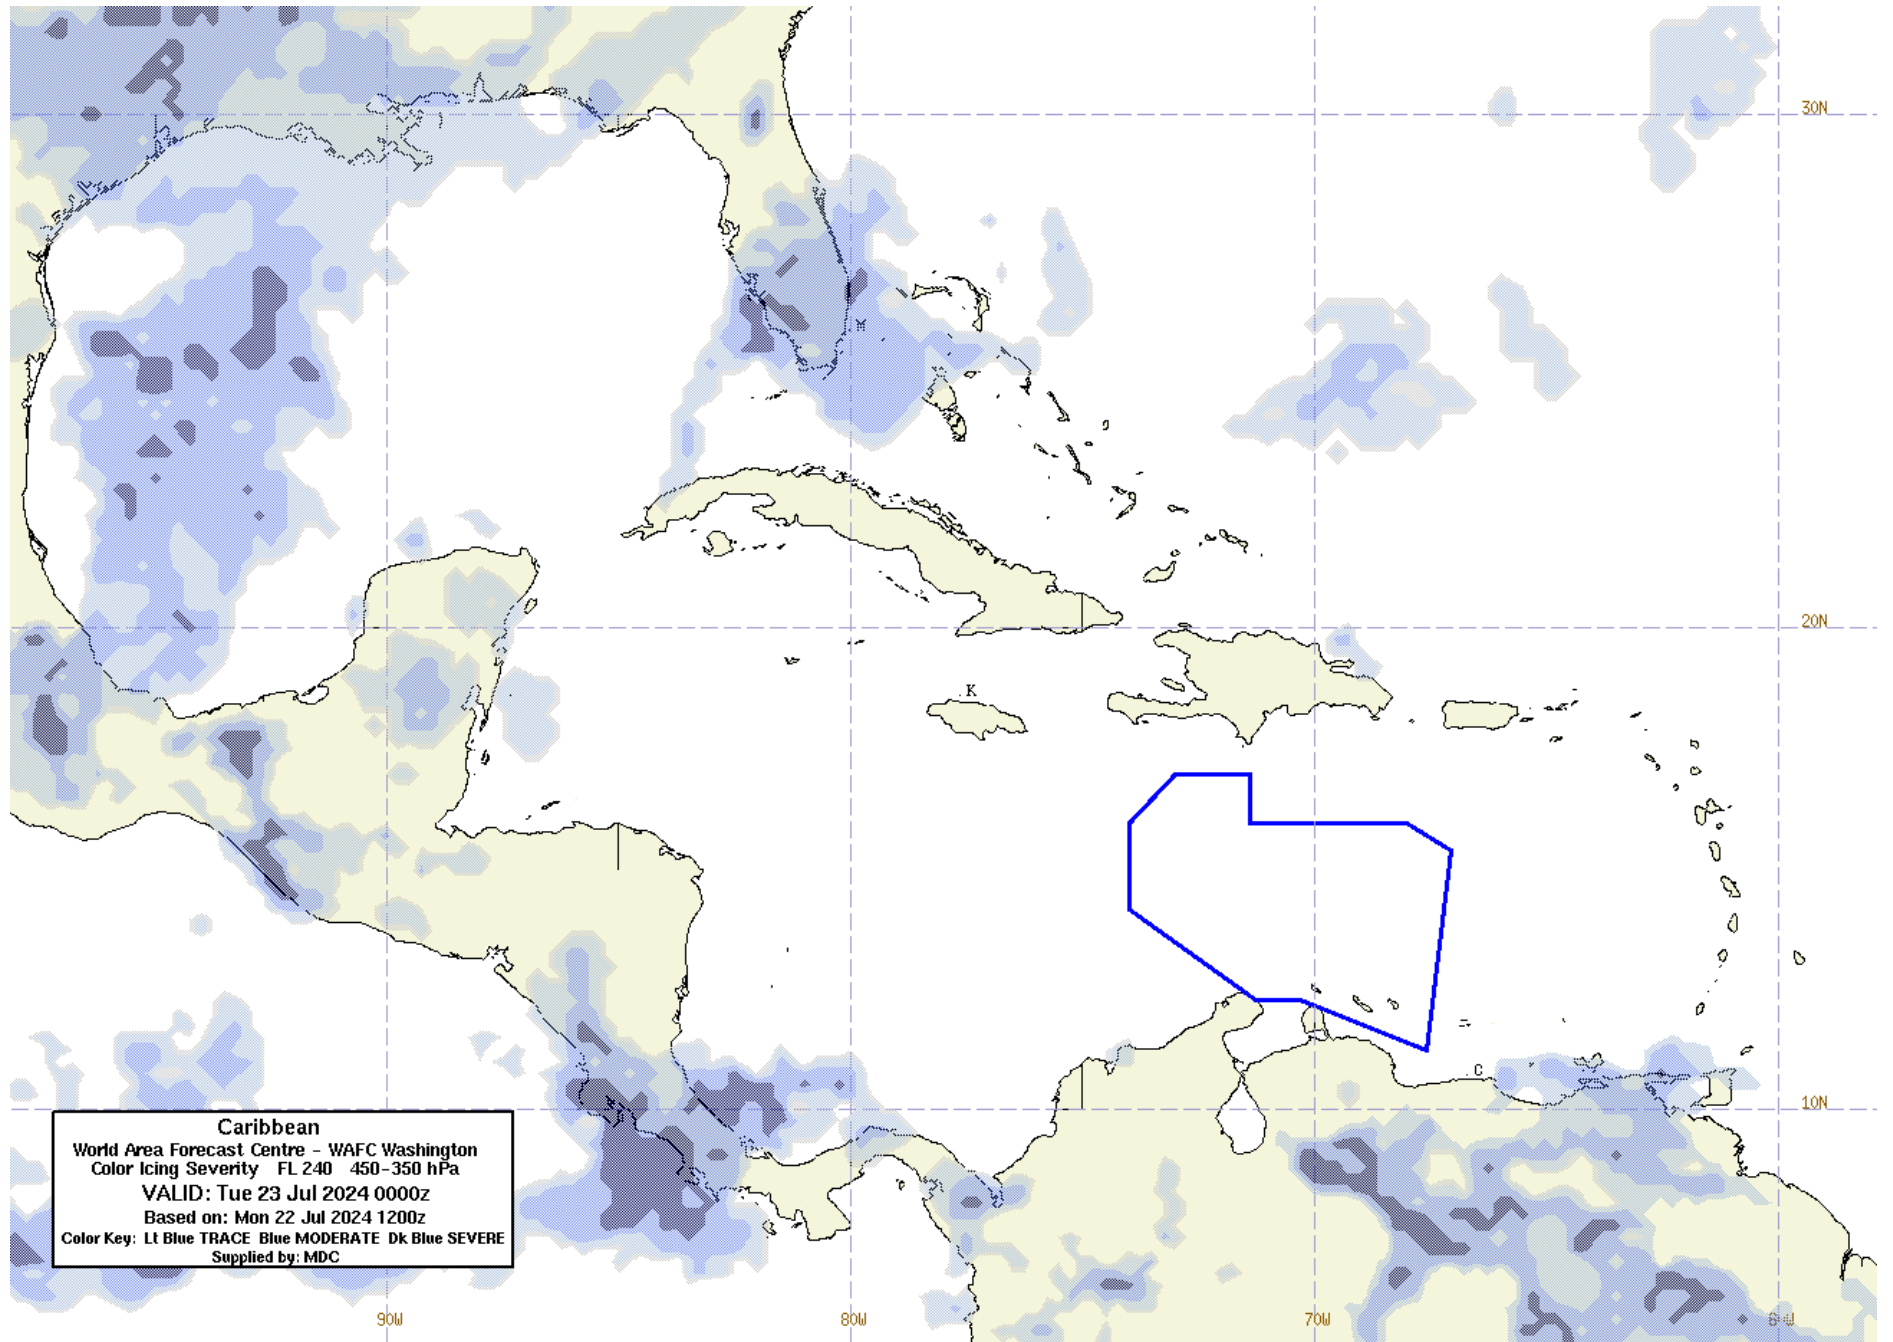 30N
M
20N
K
C
10N
Caribbean
World Area Forecast Centre - WAFC Washington
Color Icing Severity FL 240 450-350 hPa
VALID: Tue 23 Jul 2024 0000z
Based on: Mon 22 Jul 2024 1200z
Color Key: Lt Blue TRACE Blue MODERATE Dk Blue SEVERE
Supplied by: MDC
90W 80W 70W